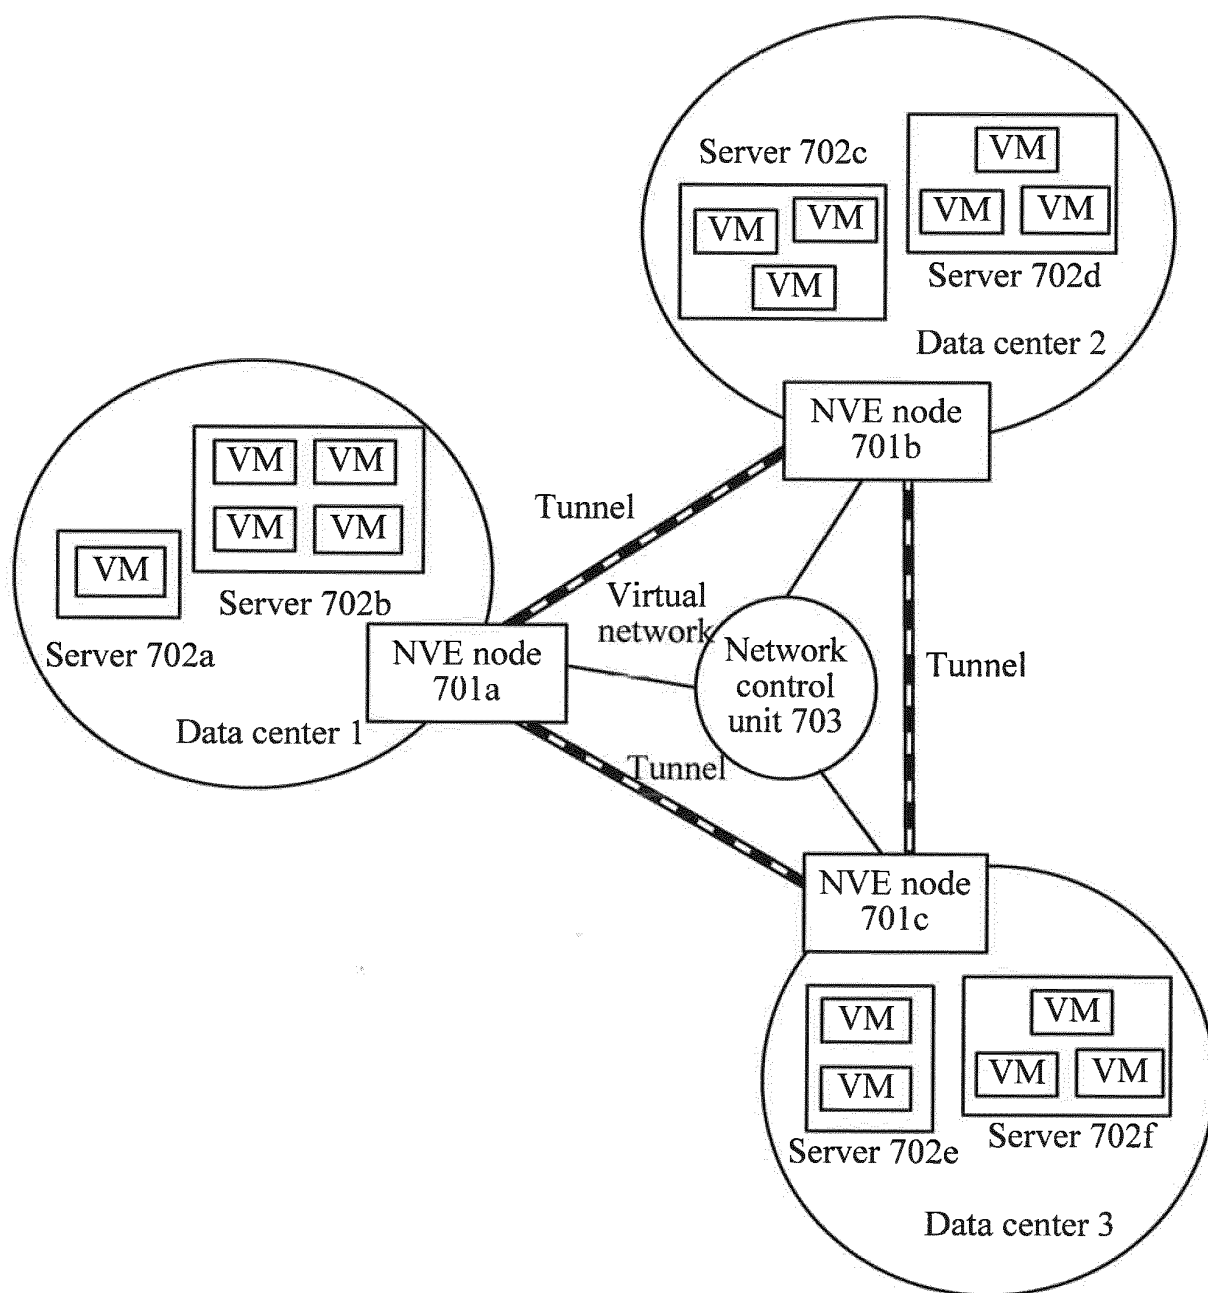 Server 702c
VM
VM
VM
VM
VM
VM
Server 702d
Data center 2
NVE node
701b
VM
VM
VM
VM
VM
Server 702b
Server 702a
NVE node
701a
Data center 1
Tunnel
Virtual
network
Network
control
unit 703
Tunnel
Tunnel
NVE node
701c
VM
VM
VM
VM
VM
Server 702e
Server 702f
Data center 3